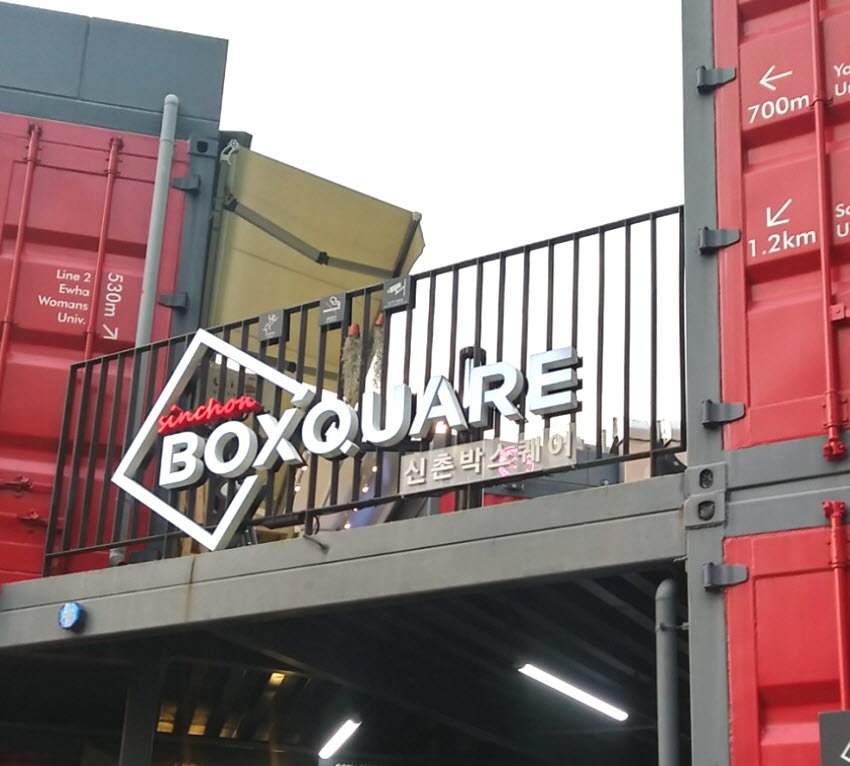 Line 2
Ewha
Womans
Univ.
530m
sinchon
BOXQUARE
신촌박스퀘어
700m
1.2km